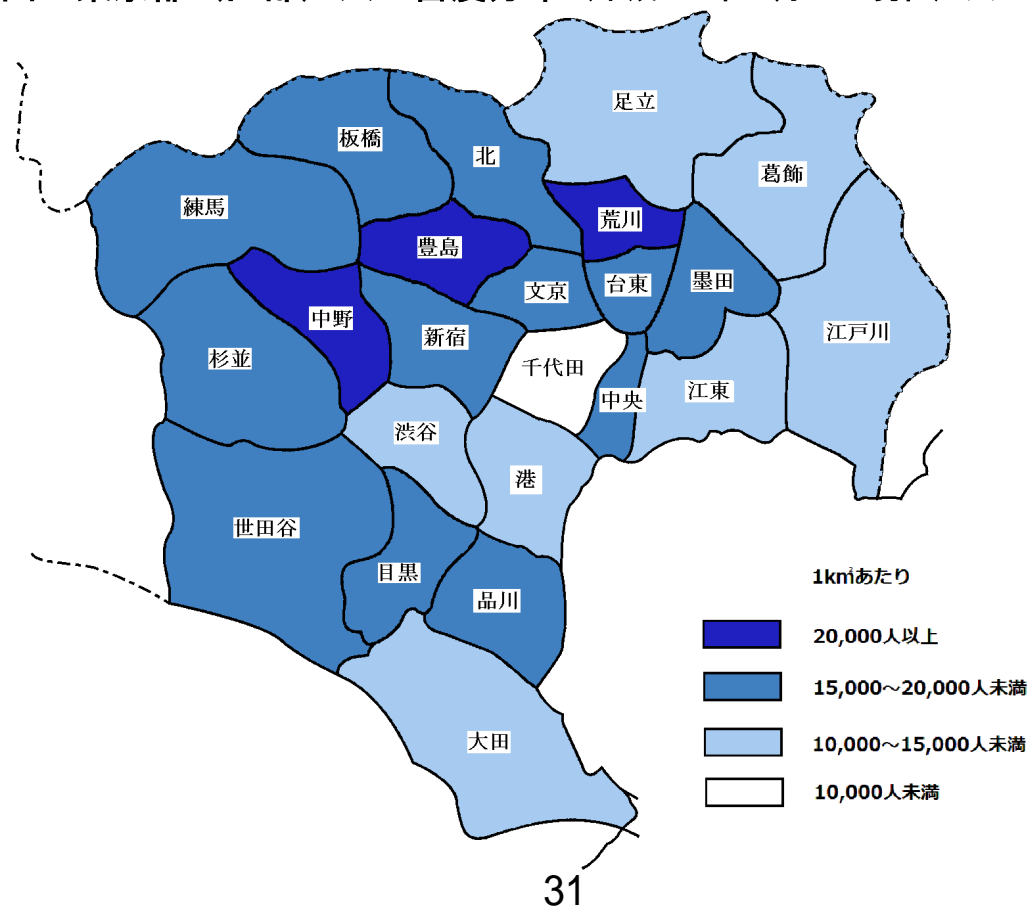 足立
板橋
北
葛飾
練馬
荒川
豊島
台東
墨田
文京
中野
新宿
江戸川
杉並
千代田
江東
中央
渋谷
港
世田谷
目黒
品川
大田
1k㎡あたり
20,000人以上
15,000～20,000人未満
10,000～15,000人未満
10,000人未満
31